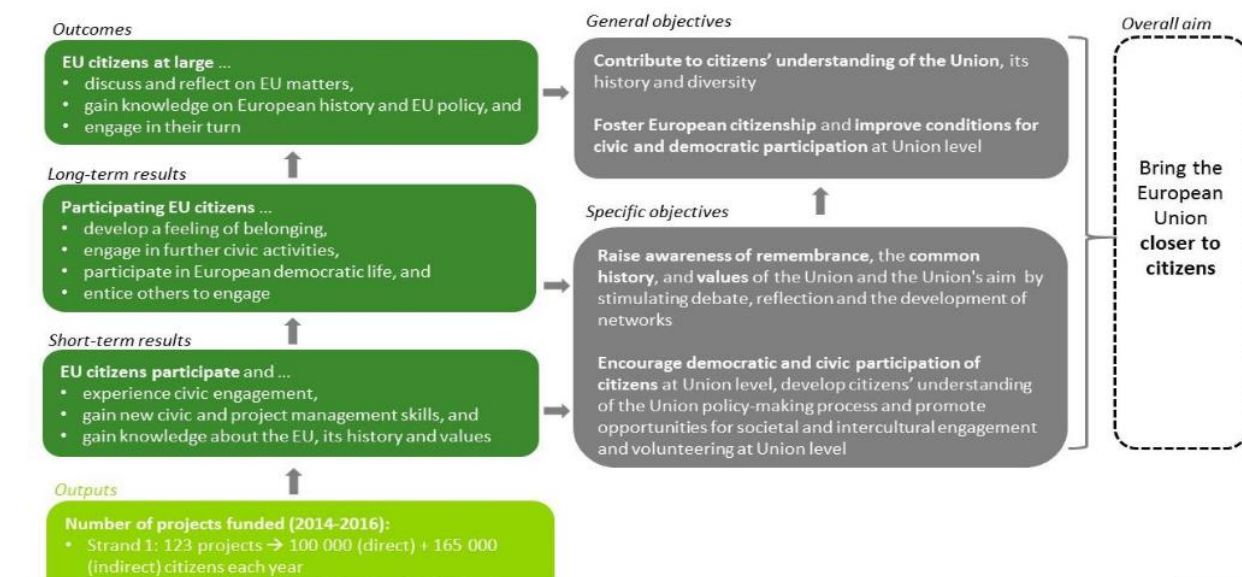 Outcomes
EU citizens at large ...
• discuss and reflect on EU matters,
• gain knowledge on European history and EU policy, and
• engage in their turn
Long-term results
Participating EU citizens ...
• develop a feeling of belonging,
• engage in further civic activities,
• participate in European democratic life, and
• entice others to engage
Short-term results
EU citizens participate and ...
• experience civic engagement,
• gain new civic and project management skills, and
• gain knowledge about the EU, its history and values
Outputs
Number of projects funded (2014-2016):
• Strand 1: 123 projects → 100 000 (direct) + 165 000
(indirect) citizens each year
General objectives
Contribute to citizens’ understanding of the Union, its
history and diversity
Foster European citizenship and improve conditions for
civic and democratic participation at Union level
Specific objectives
Raise awareness of remembrance, the common
history, and values of the Union and the Union's aim by
stimulating debate, reflection and the development of
networks
Encourage democratic and civic participation of
citizens at Union level, develop citizens’ understanding
of the Union policy-making process and promote
opportunities for societal and intercultural engagement
and volunteering at Union level
Overall aim
Bring the
European
Union
closer to
citizens